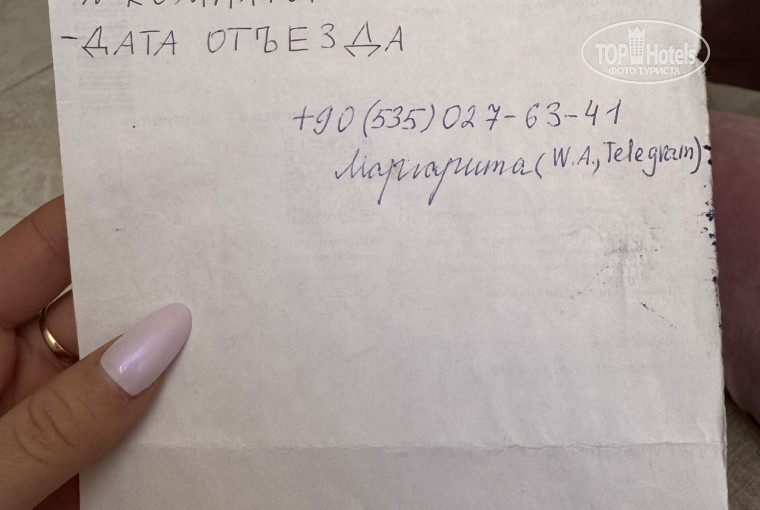 -ДАТА ОТЪЕЗДА
+90 (535) 027-63-41
Маргарита (W.A., Telegram)
TOP Hotels
ФОТО ТУРИСТА